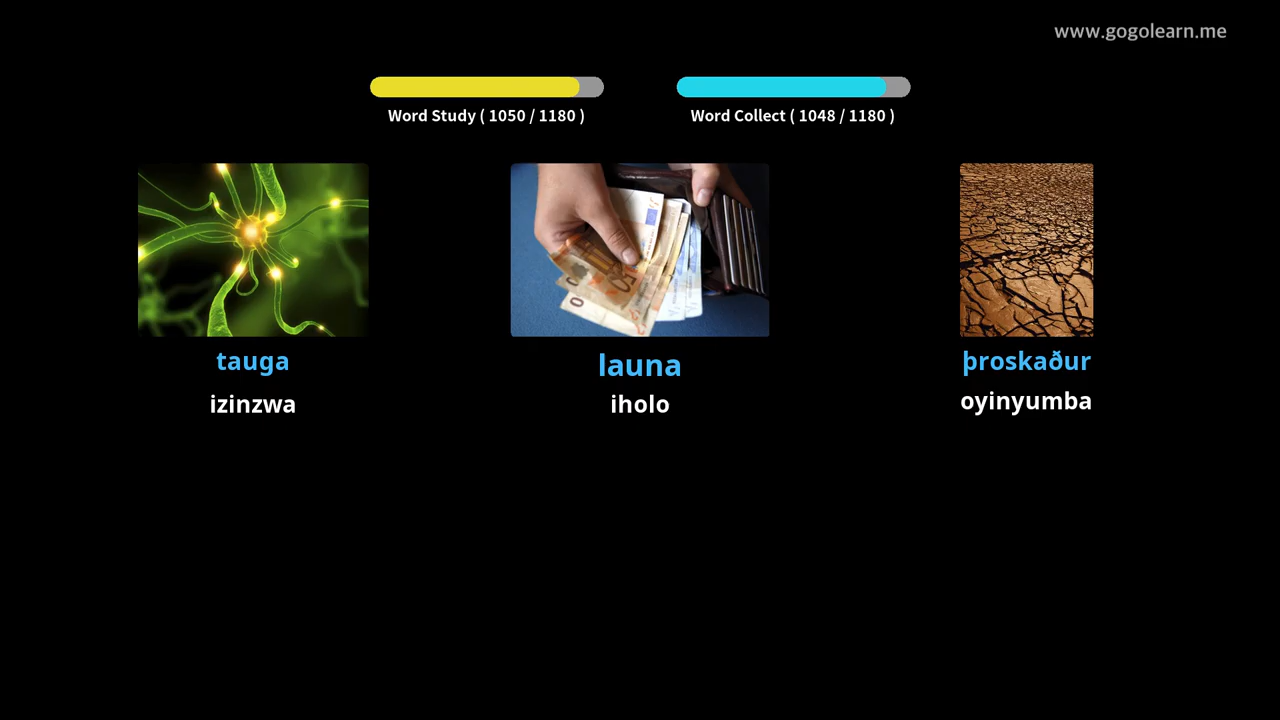 www.gogolearn.me
Word Study ( 1050 / 1180 )
Word Collect ( 1048 / 1180 )
tauga
izinzwa
launa
iholo
þroskaður
oyinyumba